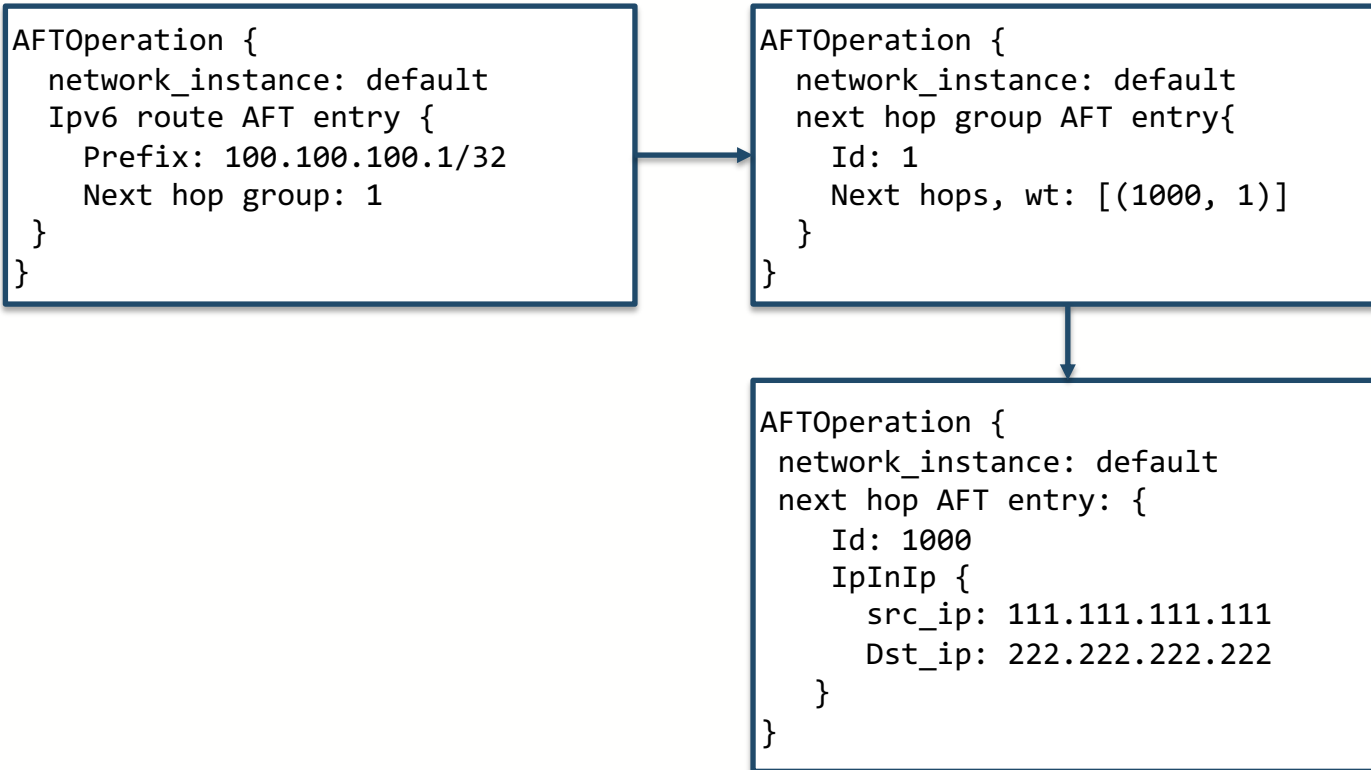 AFTOperation {
  network_instance: default
  Ipv6 route AFT entry {
    Prefix: 100.100.100.1/32
    Next hop group: 1
 }
}
AFTOperation {
  network_instance: default
  next hop group AFT entry{
    Id: 1
    Next hops, wt: [(1000, 1)]
  }
}
AFTOperation {
 network_instance: default
 next hop AFT entry: {
    Id: 1000
    IpInIp {
      src_ip: 111.111.111.111
      Dst_ip: 222.222.222.222
   }
}